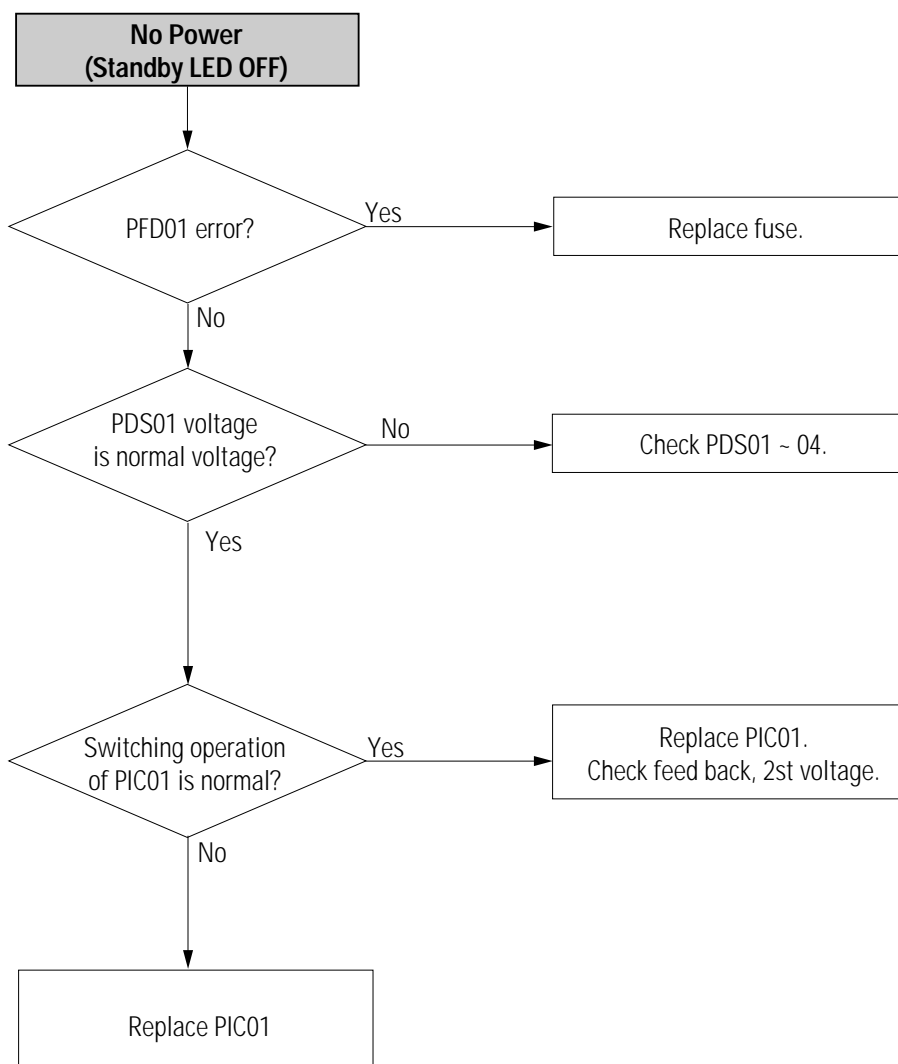 No Power
(Standby LED OFF)
PFD01 error?
Yes
Replace fuse.
No
PDS01 voltage
is normal voltage?
No
Check PDS01 ~ 04.
Yes
Switching operation
of PIC01 is normal?
Yes
Replace PIC01.
Check feed back, 2st voltage.
No
Replace PIC01